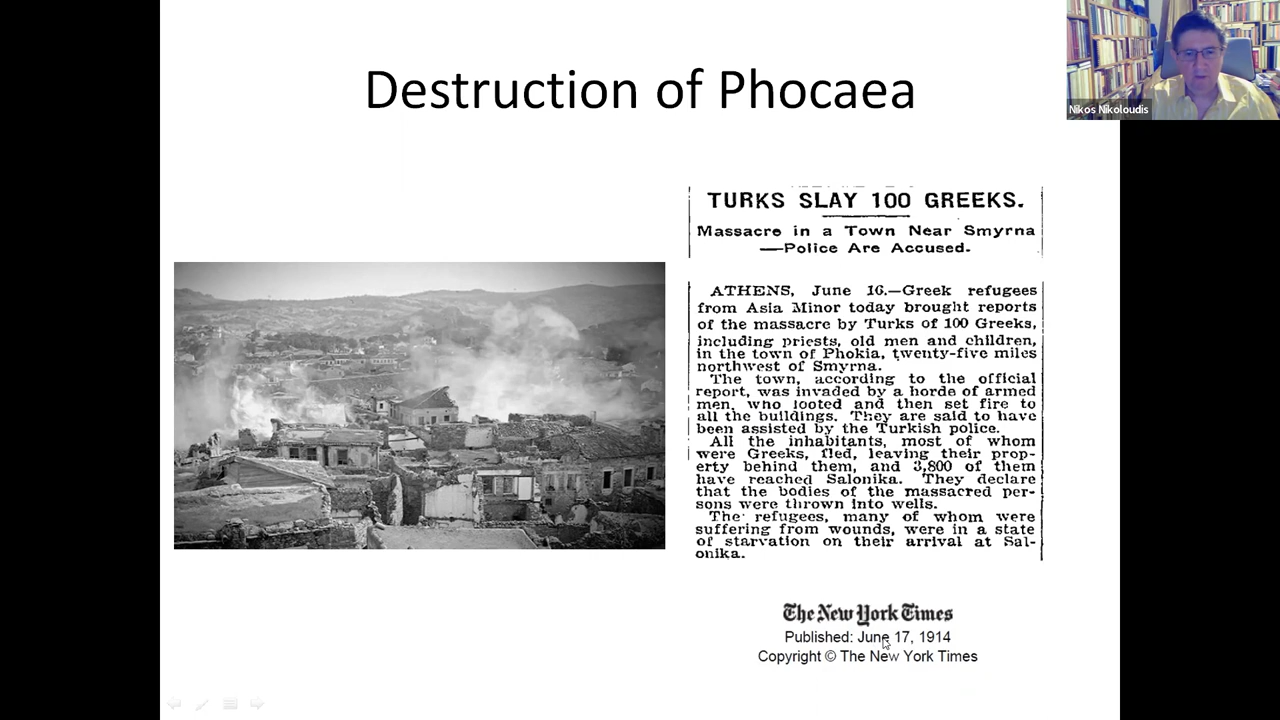 Destruction of Phocaea
Nikos Nikoloudis
TURKS SLAY 100 GREEKS.
Massacre in a Town Near Smyrna
—Police Are Accused.
ATHENS, June 16.—Greek refugees
from Asia Minor today brought reports
of the massacre by Turks of 100 Greeks,
including priests, old men and children,
in the town of Phokia, twenty-five miles
northwest of Smyrna.
The town, according to the official
report, was invaded by a horde of armed
men, who looted and then set fire to
all the buildings. They are said to have
been assisted by the Turkish police.
All the inhabitants, most of whom
were Greeks, fled, leaving their prop-
erty behind them, and 3,800 of them
have reached Salonika. They declare
that the bodies of the massacred per-
sons were thrown into wells.
The refugees, many of whom were
suffering from wounds, were in a state
of starvation on their arrival at Sal-
onika.
The New York Times
Published: June 17, 1914
Copyright © The New York Times